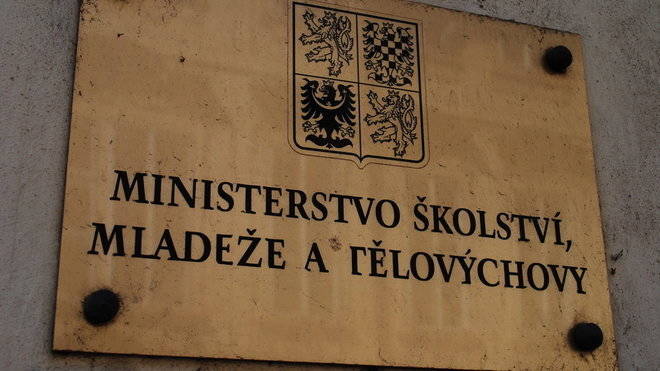 MINISTERSTVO ŠKOLSTVÍ,
MLADEŽE A TĚLOVÝCHOVY